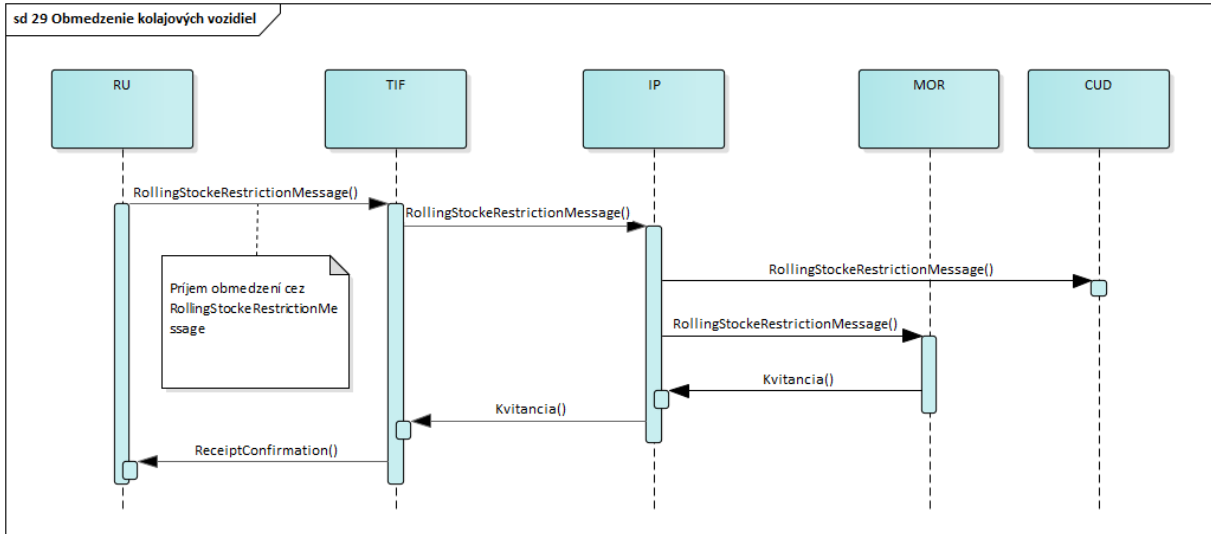 sd 29 Obmedzenie kolajových vozidiel
RU
TIF
IP
MOR
CUD
RollingStockeRestrictionMessage()
RollingStockeRestrictionMessage()
Príjem obmedzení cez
RollingStockeRestrictionMe
ssage
RollingStockeRestrictionMessage()
RollingStockeRestrictionMessage()
Kvitancia()
Kvitancia()
ReceiptConfirmation()